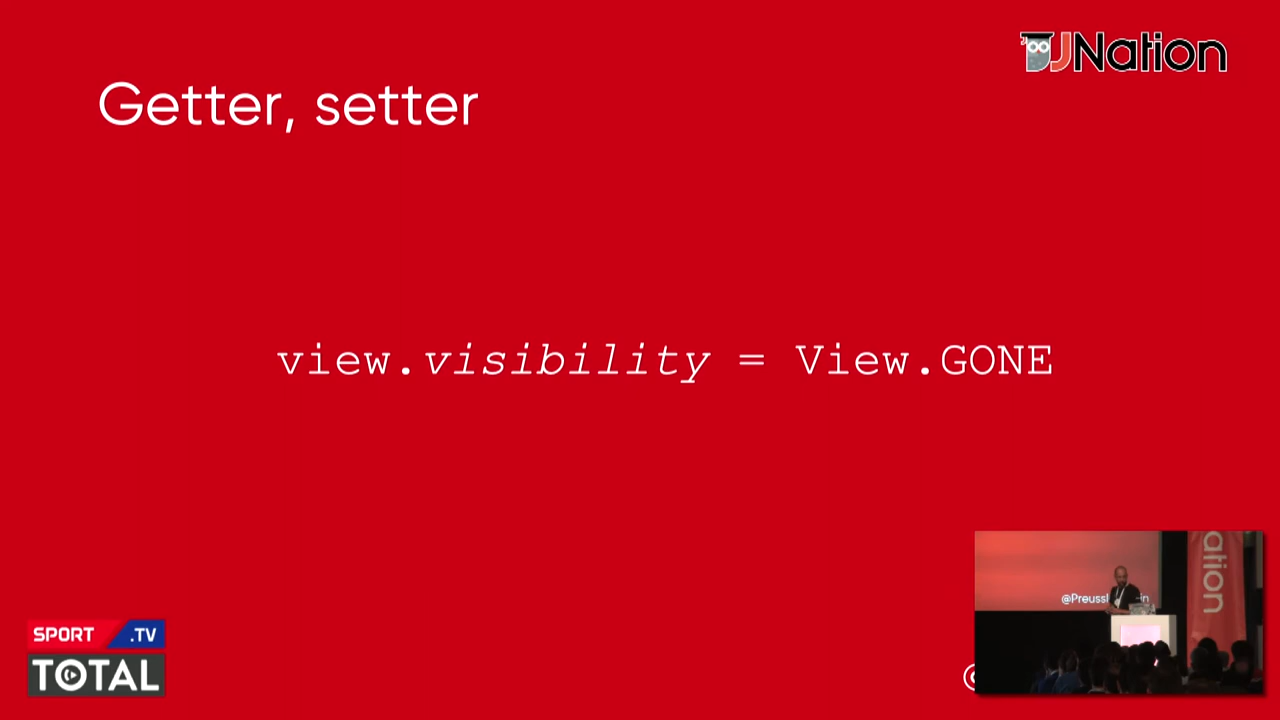 JNation
Getter, setter
view.visibility = View.GONE
ation
SPORT .TV
TOTAL